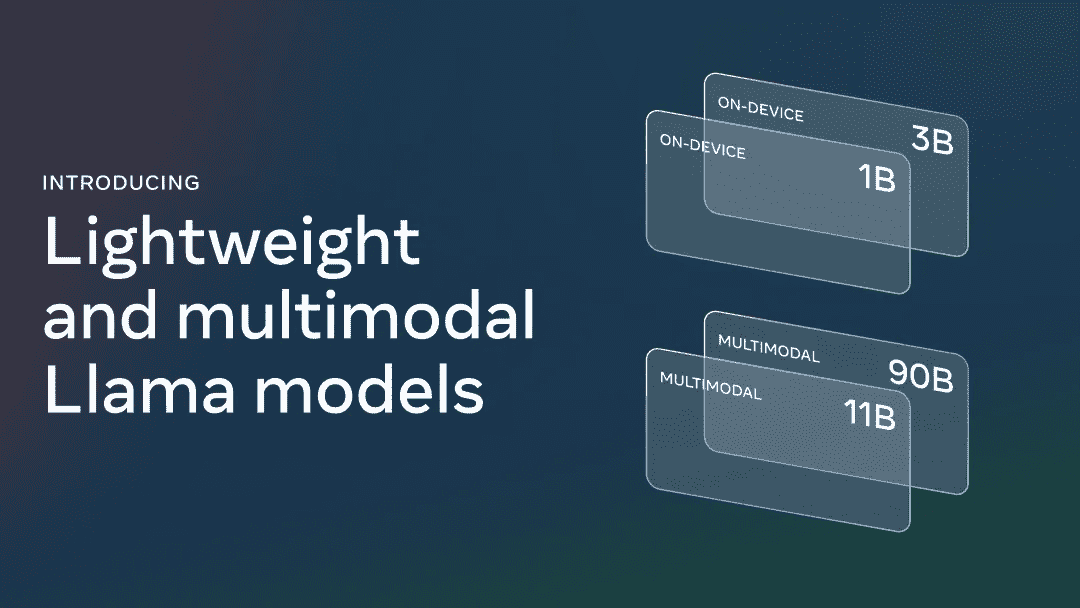 INTRODUCING
Lightweight
and multimodal
Llama models
ON-DEVICE
3B
ON-DEVICE
1B
MULTIMODAL
90B
MULTIMODAL
11B